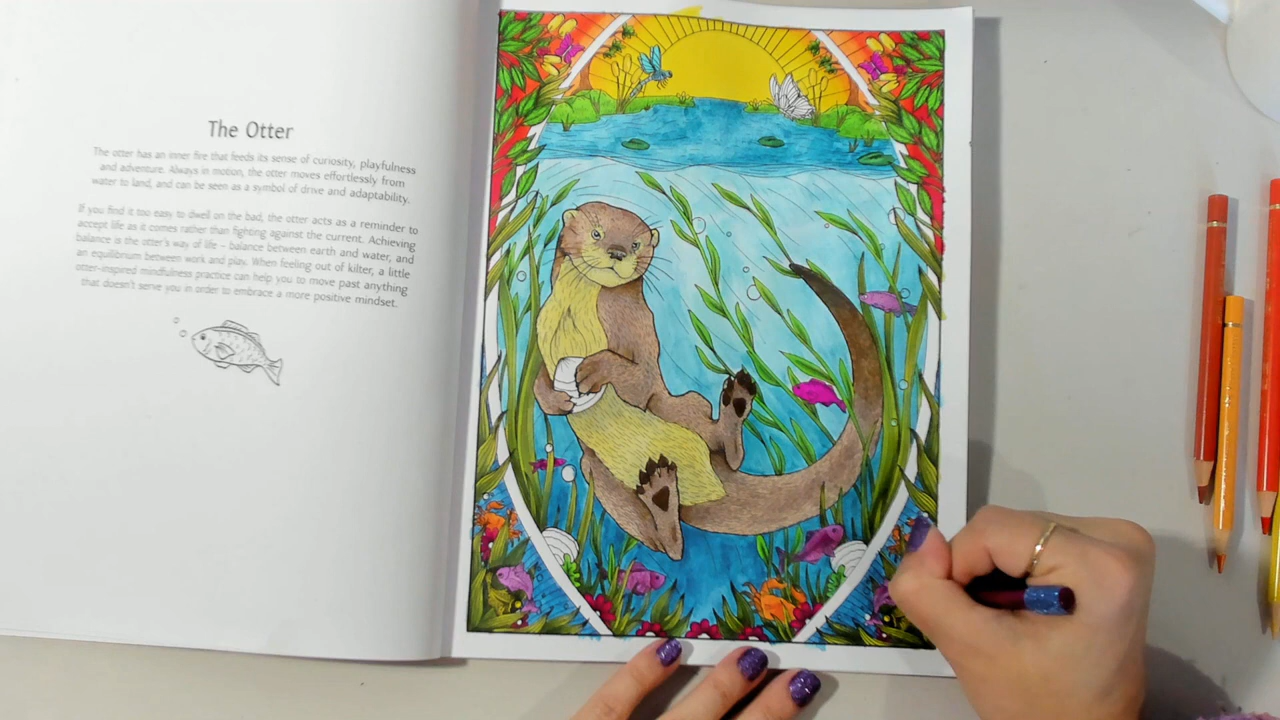 The Otter
The otter has an inner fire that feeds its sense of curiosity, playfulness
and adventure. Always in motion, the otter moves effortlessly from
water to land, and can be seen as a symbol of drive and adaptability.
If you find it too easy to dwell on the bad, the otter acts as a reminder to
accept life as it comes rather than fighting against the current. Achieving
balance is the otter's way of life – balance between earth and water, and
an equilibrium between work and play. When feeling out of kilter, a little
otter-inspired mindfulness practice can help you to move past anything
that doesn't serve you in order to embrace a more positive mindset.